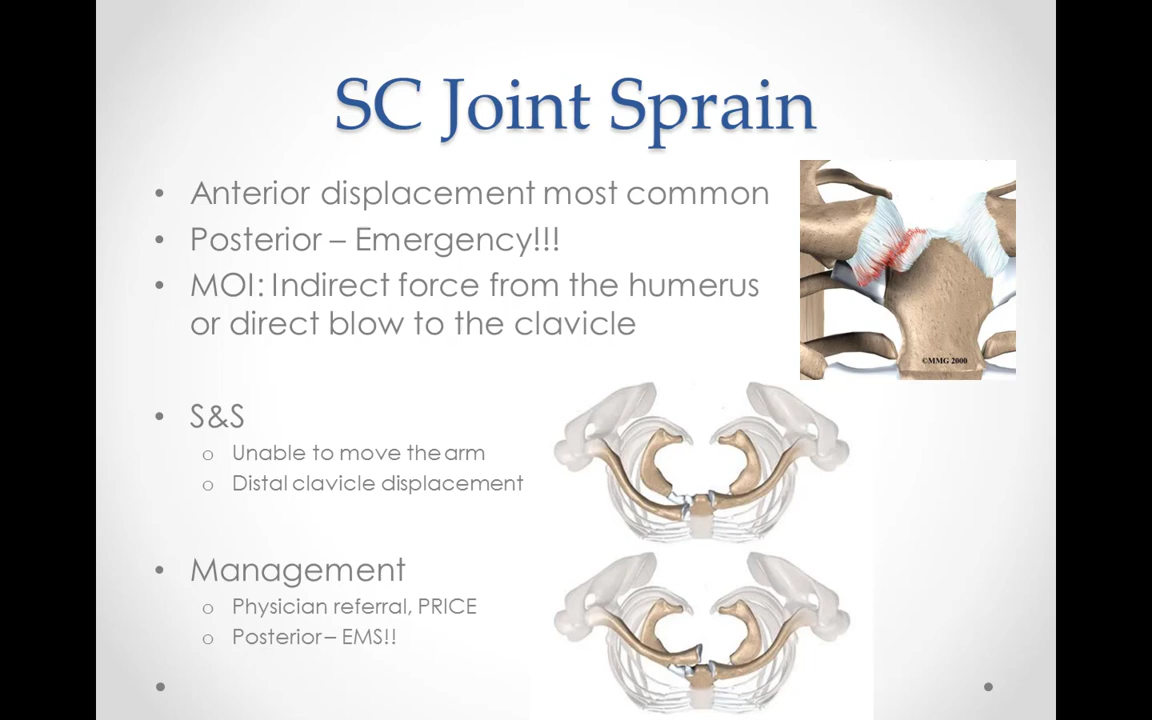 SC Joint Sprain
• Anterior displacement most common
• Posterior – Emergency!!!
• MOI: Indirect force from the humerus
or direct blow to the clavicle
©MMG 2000
• S&S
o Unable to move the arm
o Distal clavicle displacement
• Management
o Physician referral, PRICE
o Posterior – EMS!!